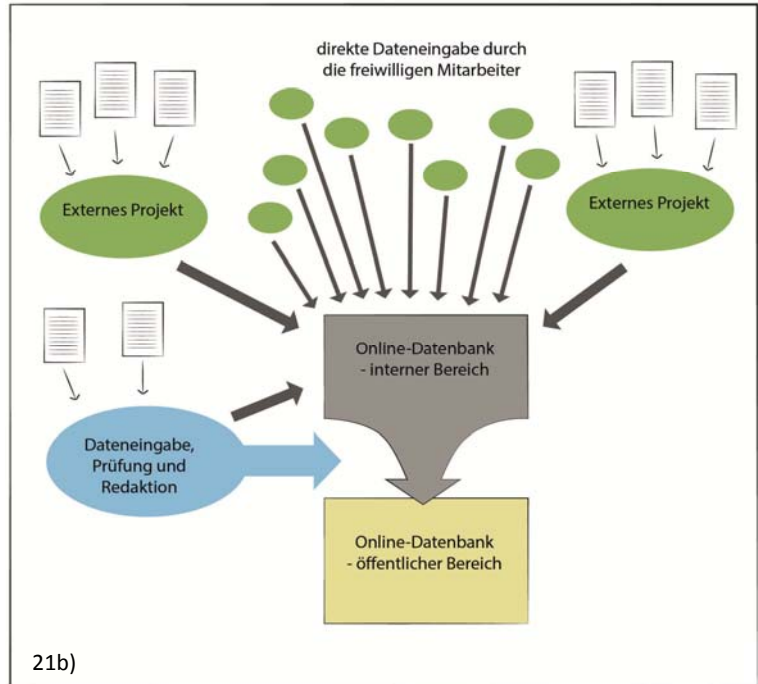 direkte Dateneingabe durch
die freiwilligen Mitarbeiter
Externes Projekt
Externes Projekt
Online-Datenbank
- interner Bereich
Dateneingabe,
Prüfung und
Redaktion
Online-Datenbank
- öffentlicher Bereich
21b)